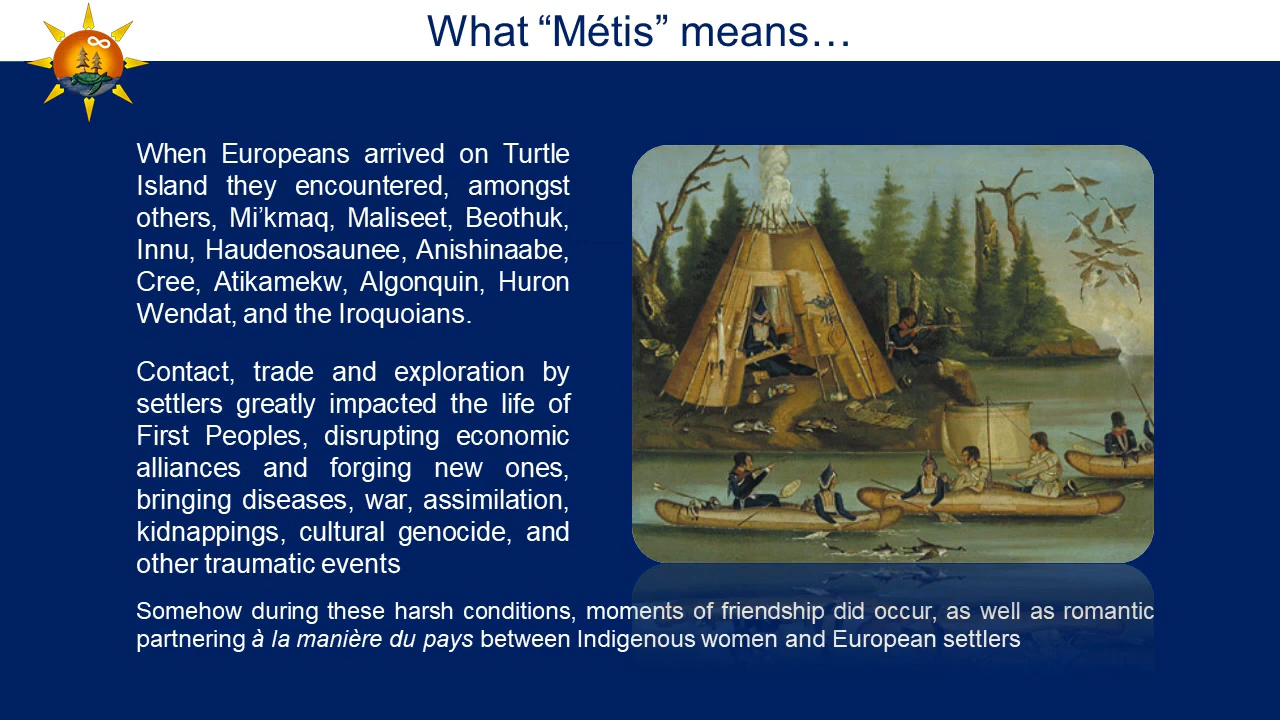 What “Métis” means…
When Europeans arrived on Turtle
Island they encountered, amongst
others, Mi’kmaq, Maliseet, Beothuk,
Innu, Haudenosaunee, Anishinaabe,
Cree, Atikamekw, Algonquin, Huron
Wendat, and the Iroquoians.
Contact, trade and exploration by
settlers greatly impacted the life of
First Peoples, disrupting economic
alliances and forging new ones,
bringing diseases, war, assimilation,
kidnappings, cultural genocide, and
other traumatic events
Somehow during these harsh conditions, moments of friendship did occur, as well as romantic
partnering à la manière du pays between Indigenous women and European settlers